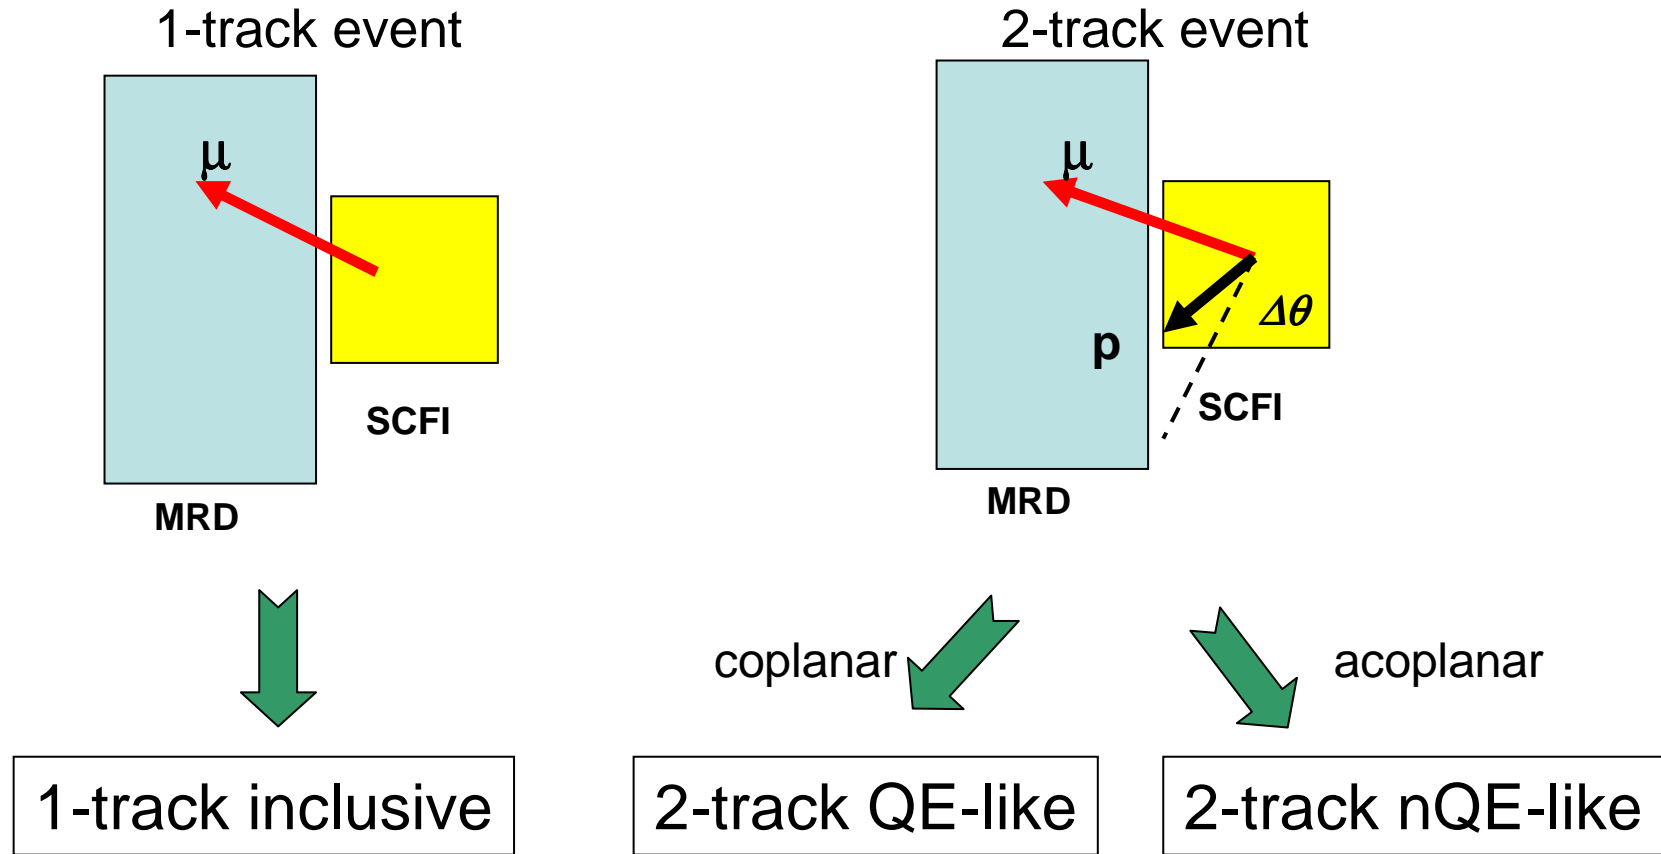 1-track event
μ
SCFI
MRD
1-track inclusive
2-track event
μ
Δθ
p
SCFI
MRD
coplanar
acoplanar
2-track QE-like
2-track nQE-like